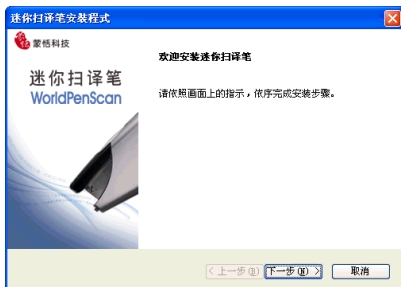 迷你扫译笔安装程式
蒙恬科技
迷你扫译笔
WorldPenScan
欢迎安装迷你扫译笔
请依照画面上的指示，依序完成安装步骤。
< 上一步(B)
下一步(N) >
取消